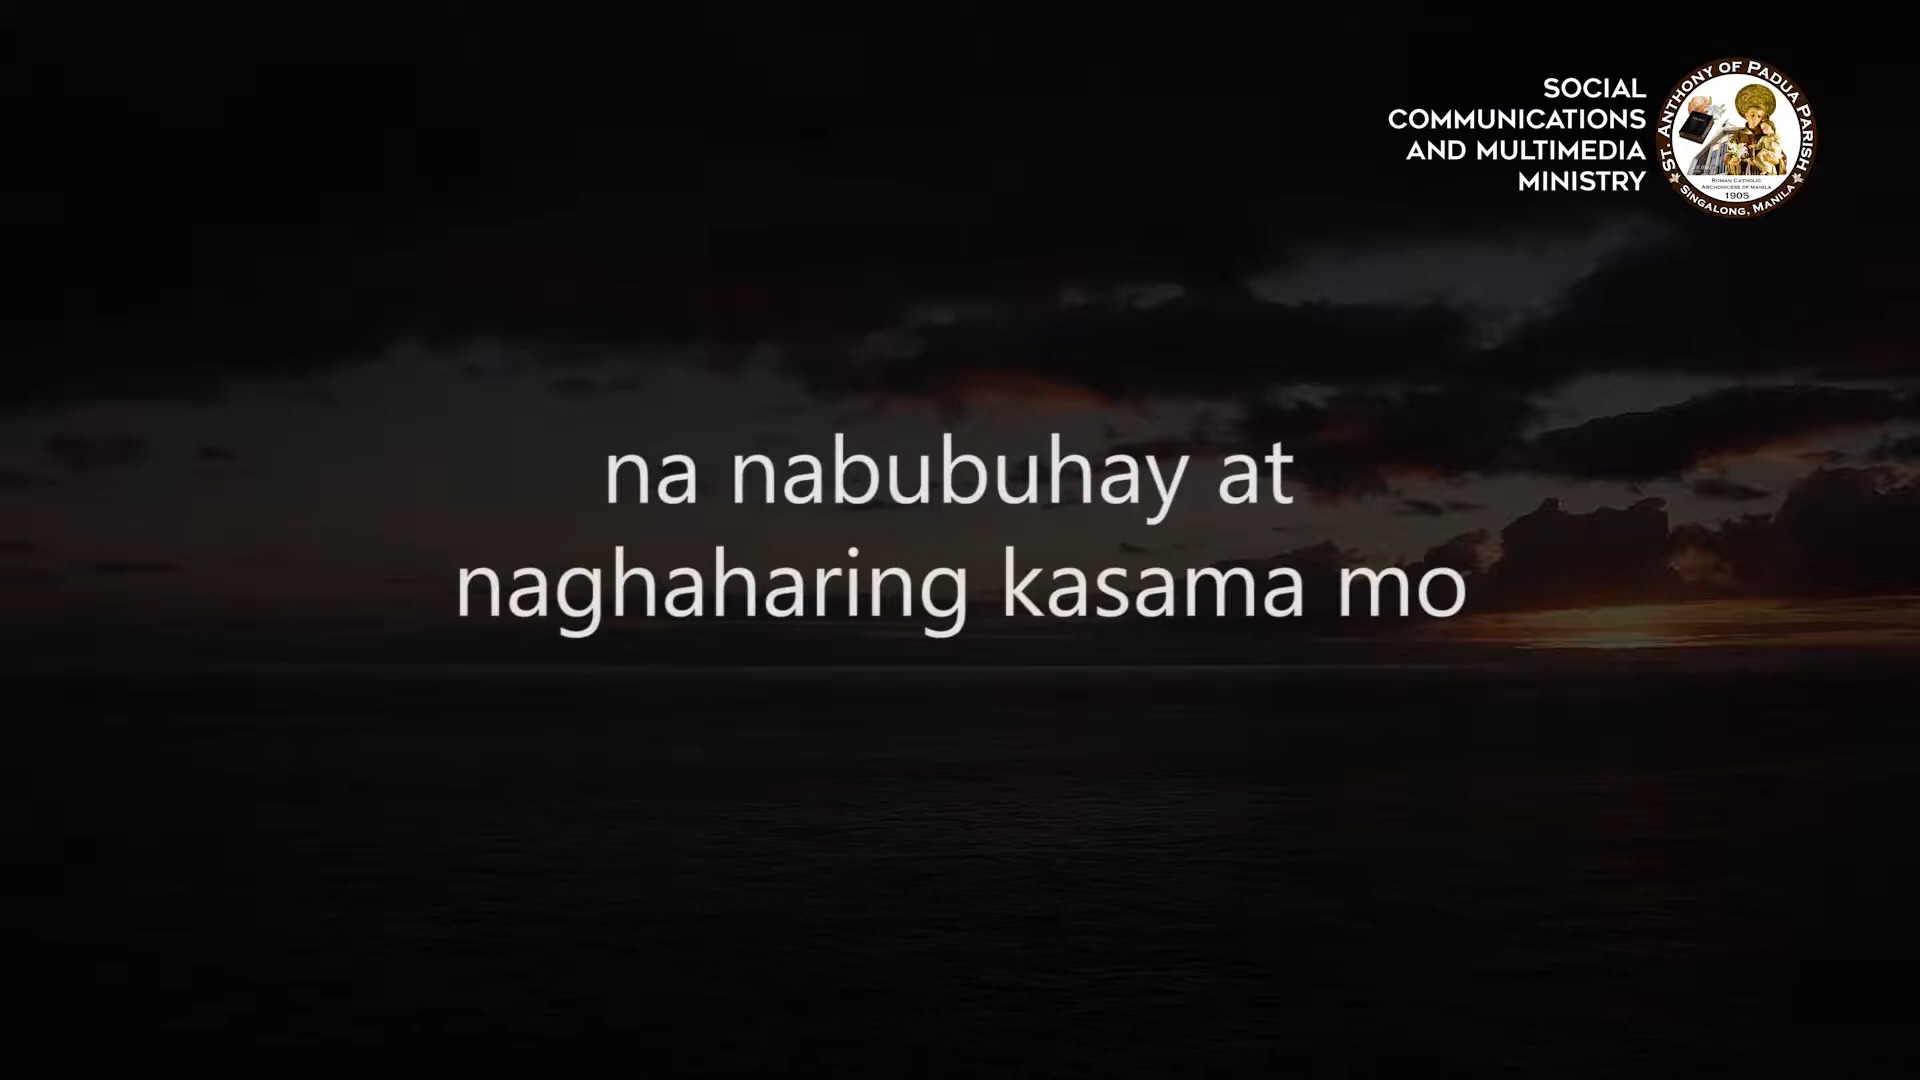 SOCIAL
COMMUNICATIONS
AND MULTIMEDIA
MINISTRY
ST. ANTHONY OF PADUA PARISH
ROMAN CATHOLIC
ARCHDIOCESE OF MANILA
1905
SINGALONG, MANILA
na nabubuhay at
naghaharing kasama mo